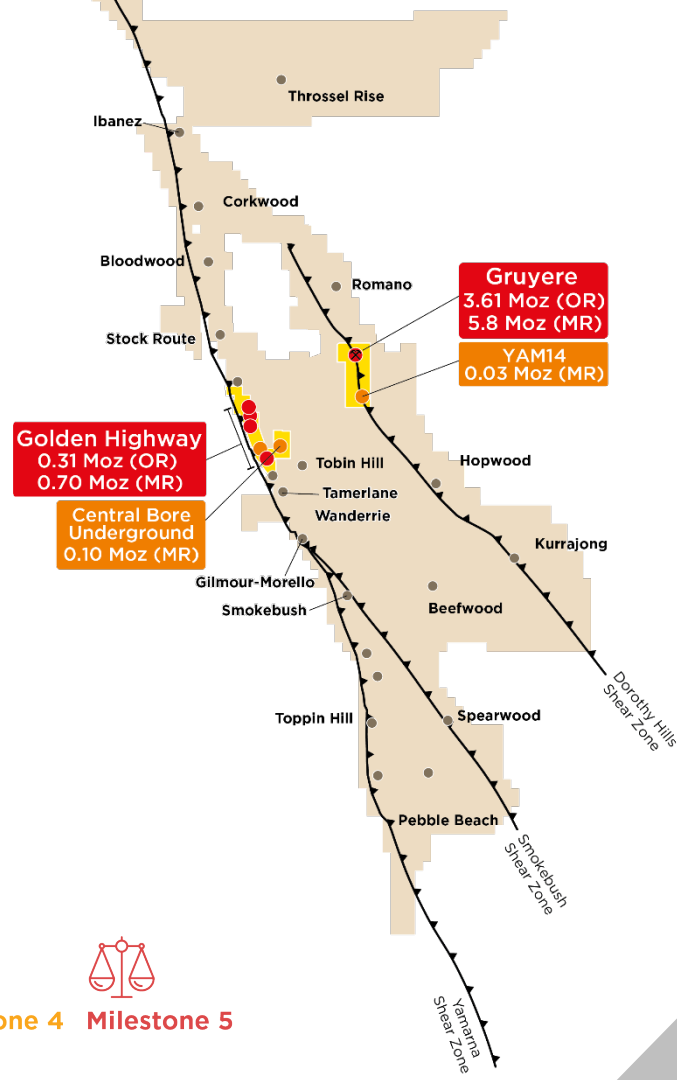 Throssel Rise
Ibanez
Corkwood
Bloodwood
Romano
Gruyere
3.61 Moz (OR)
5.8 Moz (MR)
Stock Route
YAM14
0.03 Moz (MR)
Golden Highway
0.31 Moz (OR)
0.70 Moz (MR)
Tobin Hill
Hopwood
Tamerlane
Central Bore
Underground
0.10 Moz (MR)
Wanderrie
Kurrajong
Gilmour-Morello
Smokebush
Beefwood
Dorothy Hills
Shear Zone
Toppin Hill
Spearwood
Pebble Beach
Smokebush
Shear Zone
Yamarna
Shear Zone
one 4 Milestone 5